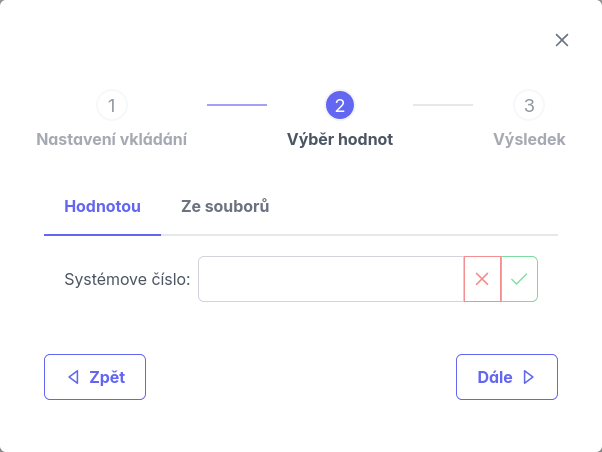 1
2
3
Nastavení vkládání
Výběr hodnot
Výsledek
Hodnotou
Ze souborů
Systémove číslo:
Zpět
Dále